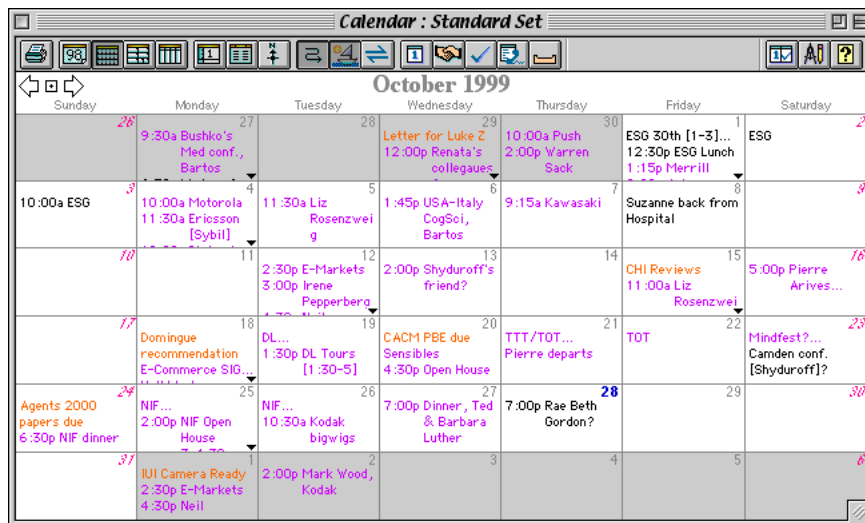 Calendar : Standard Set
October 1999
Sunday Monday Tuesday Wednesday Thursday Friday Saturday
26 27 28 29 30 1 2
9:30a Bushko's
Med conf.,
Bartos
Letter for Luke Z
12:00p Renata's
collegaues
10:00a Push
2:00p Warren
Sack
ESG 30th [1-3]...
12:30p ESG Lunch
1:15p Merrill
ESG
3 4 5 6 7 8 9
10:00a ESG
10:00a Motorola
11:30a Ericsson
[Sybil]
11:30a Liz
Rosenzwei
g
1:45p USA-Italy
CogSci,
Bartos
9:15a Kawasaki
Suzanne back from
Hospital
10 11 12 13 14 15 16
2:30p E-Markets
3:00p Irene
Pepperberg
2:00p Shyduroff's
friend?
CHI Reviews
11:00a Liz
Rosenzwei
5:00p Pierre
Arives...
17 18 19 20 21 22 23
Domingue
recommendation
E-Commerce SIG...
DL...
1:30p DL Tours
[1:30-5]
CACM PBE due
Sensibles
4:30p Open House
TTT/TOT...
Pierre departs
TOT
Mindfest?...
Camden conf.
[Shyduroff]?
24 25 26 27 28 29 30
Agents 2000
papers due
6:30p NIF dinner
NIF...
2:00p NIF Open
House
NIF...
10:30a Kodak
bigwigs
7:00p Dinner, Ted
& Barbara
Luther
7:00p Rae Beth
Gordon?
31 1 2 3 4 5 6
IUI Camera Ready
2:30p E-Markets
4:30p Neil
2:00p Mark Wood,
Kodak